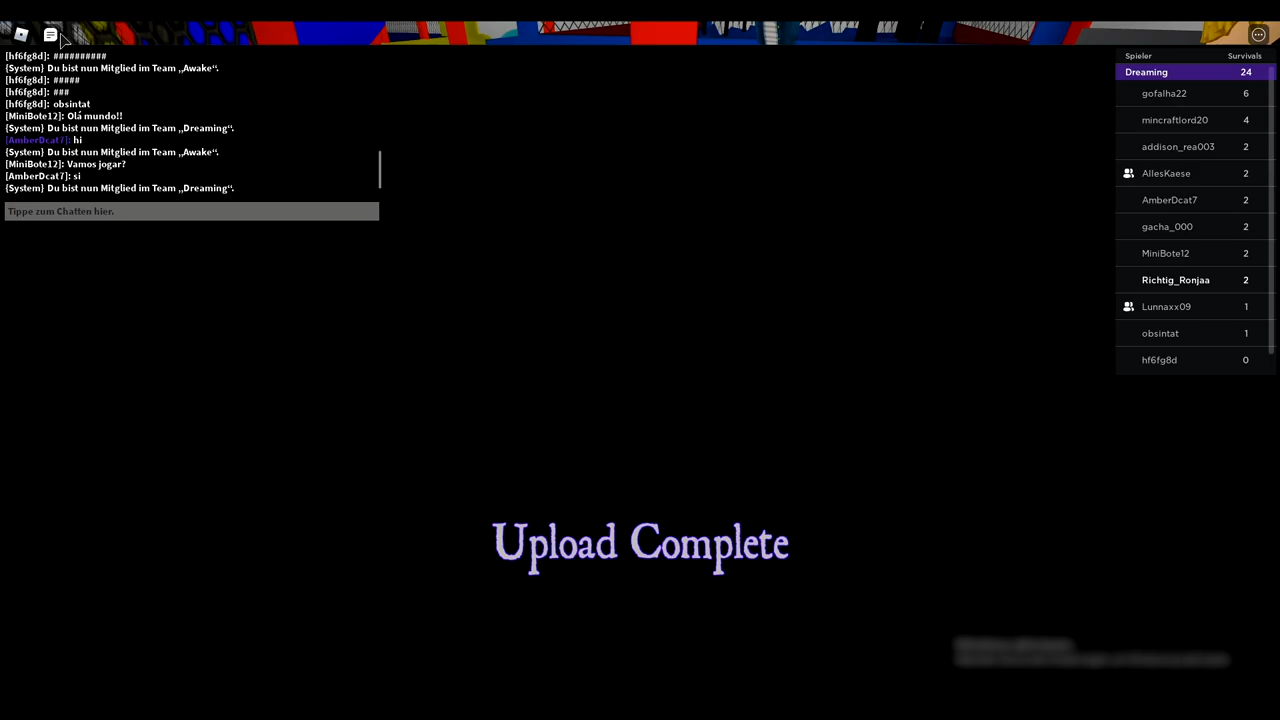 [hf6fg8d]: ##########
{System} Du bist nun Mitglied im Team „Awake“.
[hf6fg8d]: #####
[hf6fg8d]: ###
[hf6fg8d]: obsintat
[MiniBote12]: Olá mundo!!
{System} Du bist nun Mitglied im Team „Dreaming“.
[AmberDcat7]: hi
{System} Du bist nun Mitglied im Team „Awake“.
[MiniBote12]: Vamos jogar?
[AmberDcat7]: si
{System} Du bist nun Mitglied im Team „Dreaming“.
Tippe zum Chatten hier.
Spieler Survivals
Dreaming 24
gofalha22 6
mincraftlord20 4
addison_rea003 2
AllesKaese 2
AmberDcat7 2
gacha_000 2
MiniBote12 2
Richtig_Ronjaa 2
Lunnaxx09 1
obsintat 1
hf6fg8d 0
Upload Complete